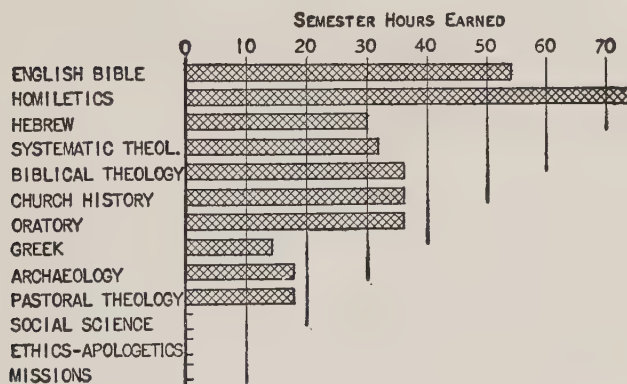 SEMESTER HOURS EARNED
0 10 20 30 40 50 60 70
ENGLISH BIBLE
HOMILETICS
HEBREW
SYSTEMATIC THEOL.
BIBLICAL THEOLOGY
CHURCH HISTORY
ORATORY
GREEK
ARCHAEOLOGY
PASTORAL THEOLOGY
SOCIAL SCIENCE
ETHICS-APOLOGETICS
MISSIONS